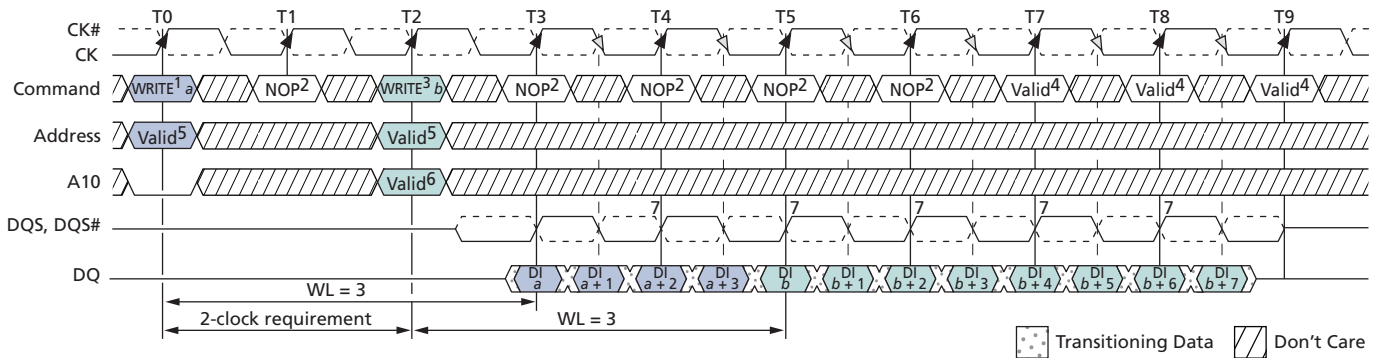 T0 T1 T2 T3 T4 T5 T6 T7 T8 T9
CK#
CK
Command WRITE1 a NOP2 WRITE3 b NOP2 NOP2 NOP2 NOP2 Valid4 Valid4 Valid4
Address Valid5 Valid5
A10 Valid6
7 7 7 7 7
DQS, DQS#
DQ DI a DI a + 1 DI a + 2 DI a + 3 DI b DI b + 1 DI b + 2 DI b + 3 DI b + 4 DI b + 5 DI b + 6 DI b + 7
WL = 3
2-clock requirement WL = 3
Transitioning Data Don't Care